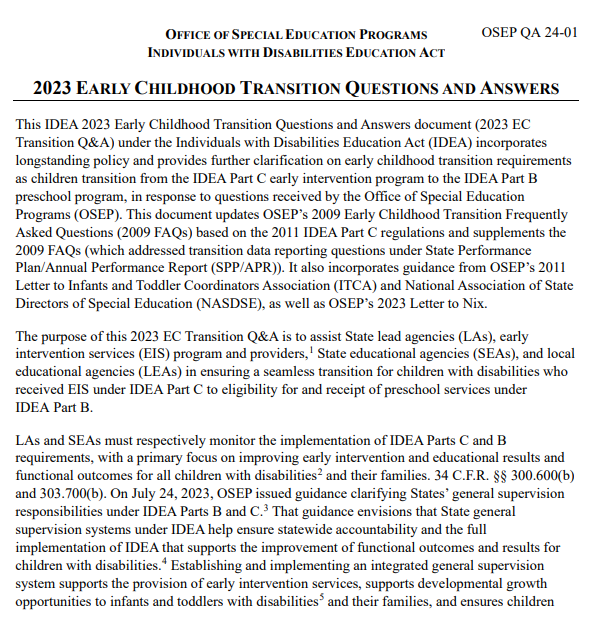 OFFICE OF SPECIAL EDUCATION PROGRAMS
OSEP QA 24-01
INDIVIDUALS WITH DISABILITIES EDUCATION ACT
2023 EARLY CHILDHOOD TRANSITION QUESTIONS AND ANSWERS
This IDEA 2023 Early Childhood Transition Questions and Answers document (2023 EC
Transition Q&A) under the Individuals with Disabilities Education Act (IDEA) incorporates
longstanding policy and provides further clarification on early childhood transition requirements
as children transition from the IDEA Part C early intervention program to the IDEA Part B
preschool program, in response to questions received by the Office of Special Education
Programs (OSEP). This document updates OSEP’s 2009 Early Childhood Transition Frequently
Asked Questions (2009 FAQs) based on the 2011 IDEA Part C regulations and supplements the
2009 FAQs (which addressed transition data reporting questions under State Performance
Plan/Annual Performance Report (SPP/APR)). It also incorporates guidance from OSEP’s 2011
Letter to Infants and Toddler Coordinators Association (ITCA) and National Association of State
Directors of Special Education (NASDSE), as well as OSEP’s 2023 Letter to Nix.
The purpose of this 2023 EC Transition Q&A is to assist State lead agencies (LAs), early
intervention services (EIS) program and providers,¹ State educational agencies (SEAs), and local
educational agencies (LEAs) in ensuring a seamless transition for children with disabilities who
received EIS under IDEA Part C to eligibility for and receipt of preschool services under
IDEA Part B.
LAs and SEAs must respectively monitor the implementation of IDEA Parts C and B
requirements, with a primary focus on improving early intervention and educational results and
functional outcomes for all children with disabilities² and their families. 34 C.F.R. §§ 300.600(b)
and 303.700(b). On July 24, 2023, OSEP issued guidance clarifying States’ general supervision
responsibilities under IDEA Parts B and C.³ That guidance envisions that State general
supervision systems under IDEA help ensure statewide accountability and the full
implementation of IDEA that supports the improvement of functional outcomes and results for
children with disabilities.⁴ Establishing and implementing an integrated general supervision
system supports the provision of early intervention services, supports developmental growth
opportunities to infants and toddlers with disabilities⁵ and their families, and ensures children